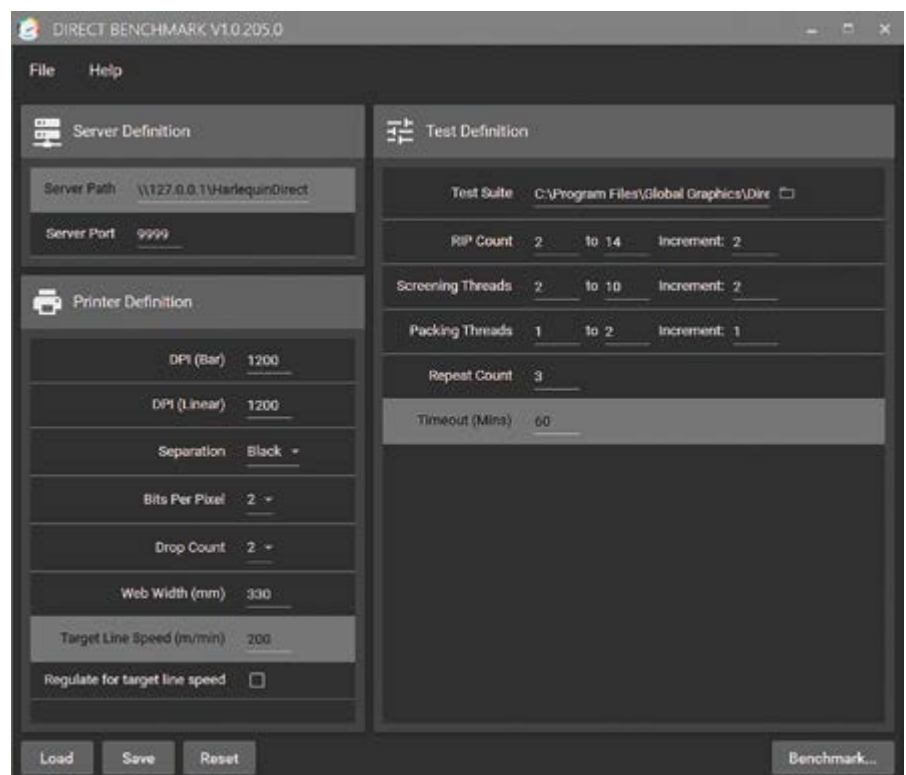 DIRECT BENCHMARK V1.0.205.0
File Help
Server Definition
Server Path \\127.0.0.1\HarlequinDirect
Server Port 9999
Printer Definition
DPI (Bar) 1200
DPI (Linear) 1200
Separation Black
Bits Per Pixel 2
Drop Count 2
Web Width (mm) 330
Target Line Speed (m/min) 200
Regulate for target line speed
Test Definition
Test Suite C:\Program Files\Global Graphics\Dire
RIP Count 2 to 14 Increment: 2
Screening Threads 2 to 10 Increment: 2
Packing Threads 1 to 2 Increment: 1
Repeat Count 3
Timeout (Mins) 60
Load Save Reset Benchmark...